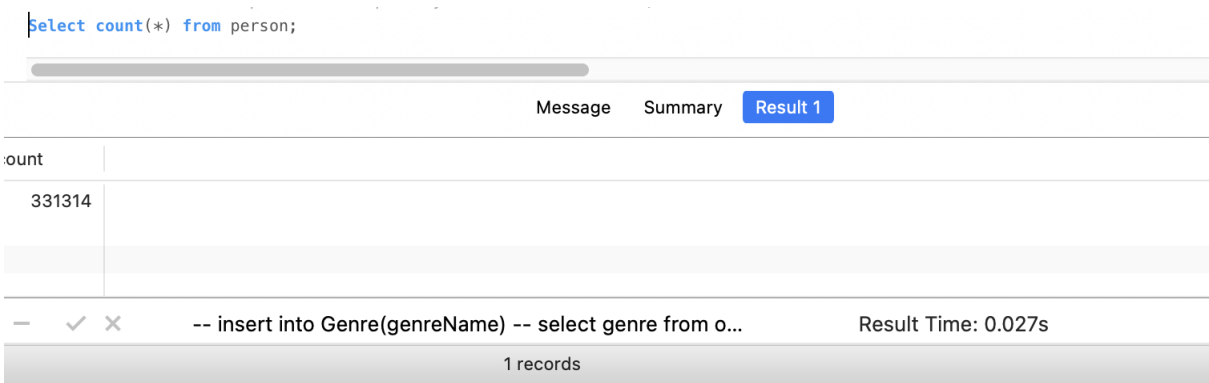 Select count(*) from person;
Message Summary Result 1
count
331314
-- insert into Genre(genreName) -- select genre from o... Result Time: 0.027s
1 records